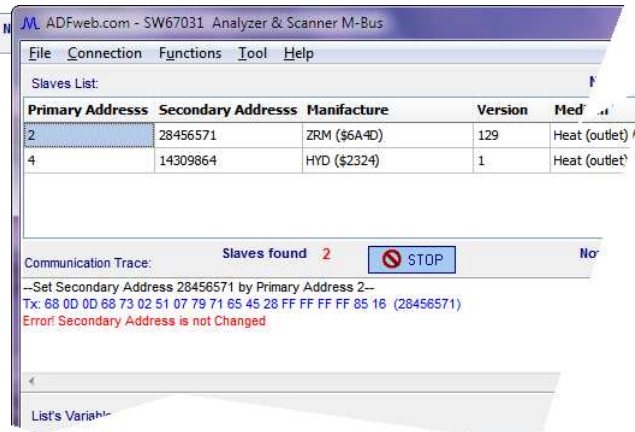 N
ADFweb.com - SW67031 Analyzer & Scanner M-Bus
File Connection Functions Tool Help
Slaves List: N
Primary Addresss Secondary Addresss Manifacture Version
2 28456571 ZRM ($6A4D) 129 Heat (outlet)
4 14309864 HYD ($2324) 1 Heat (outlet)
Slaves found 2 STOP
Communication Trace:
--Set Secondary Address 28456571 by Primary Address 2--
Tx: 68 0D 0D 68 73 02 51 07 79 71 65 45 28 FF FF FF FF 85 16 (28456571)
Error! Secondary Address is not Changed
List's